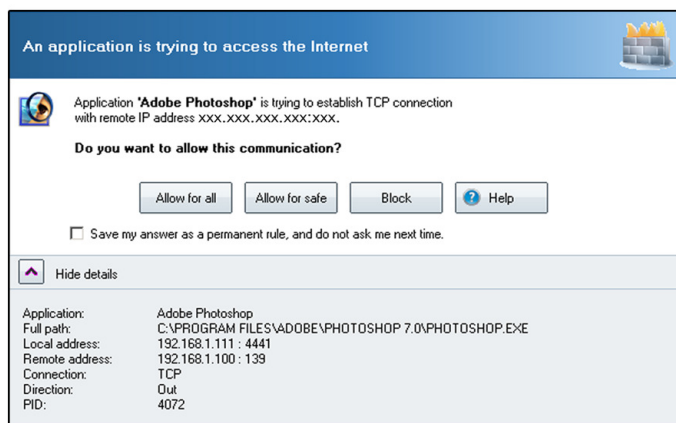 An application is trying to access the Internet
Application 'Adobe Photoshop' is trying to establish TCP connection
with remote IP address xxx.xxx.xxx.xxx:xxx.
Do you want to allow this communication?
Allow for all
Allow for safe
Block
Help
Save my answer as a permanent rule, and do not ask me next time.
Hide details
Application: Adobe Photoshop
Full path: C:\PROGRAM FILES\ADOBE\PHOTOSHOP 7.0\PHOTOSHOP.EXE
Local address: 192.168.1.111 : 4441
Remote address: 192.168.1.100 : 139
Connection: TCP
Direction: Out
PID: 4072